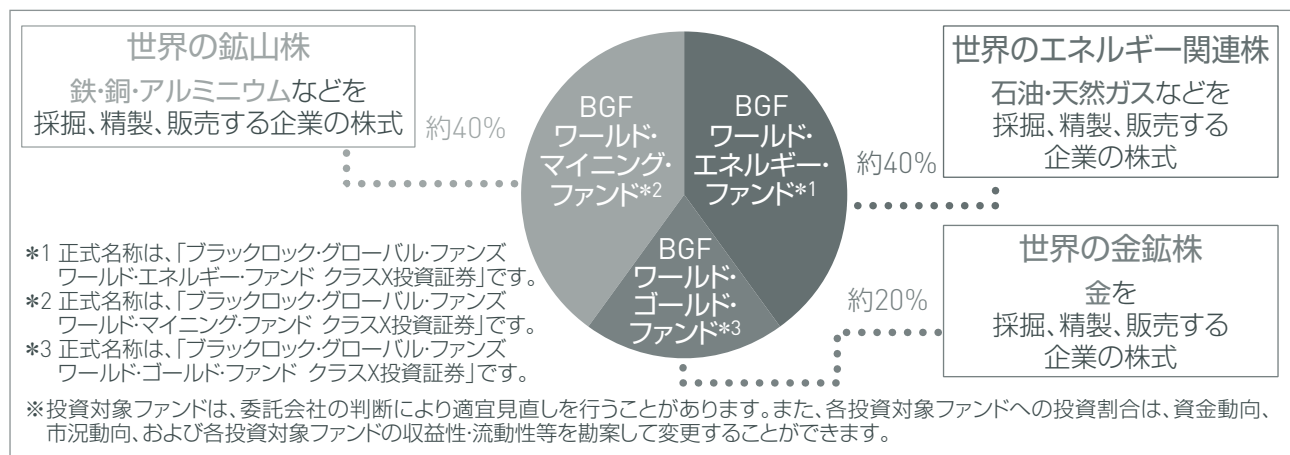 世界の鉱山株
鉄・銅・アルミニウムなどを
採掘、精製、販売する企業の株式
約40%
BGF
ワールド・
マイニング・
ファンド*2
BGF
ワールド・
エネルギー・
ファンド*1
約40%
世界のエネルギー関連株
石油・天然ガスなどを
採掘、精製、販売する
企業の株式
BGF
ワールド・
ゴールド・
ファンド*3
約20%
世界の金鉱株
金を
採掘、精製、販売する
企業の株式
*1 正式名称は、「ブラックロック・グローバル・ファンズ
ワールド・エネルギー・ファンド クラスX投資証券」です。
*2 正式名称は、「ブラックロック・グローバル・ファンズ
ワールド・マイニング・ファンド クラスX投資証券」です。
*3 正式名称は、「ブラックロック・グローバル・ファンズ
ワールド・ゴールド・ファンド クラスX投資証券」です。
※投資対象ファンドは、委託会社の判断により適宜見直しを行うことがあります。また、各投資対象ファンドへの投資割合は、資金動向、
市況動向、および各投資対象ファンドの収益性・流動性等を勘案して変更することができます。